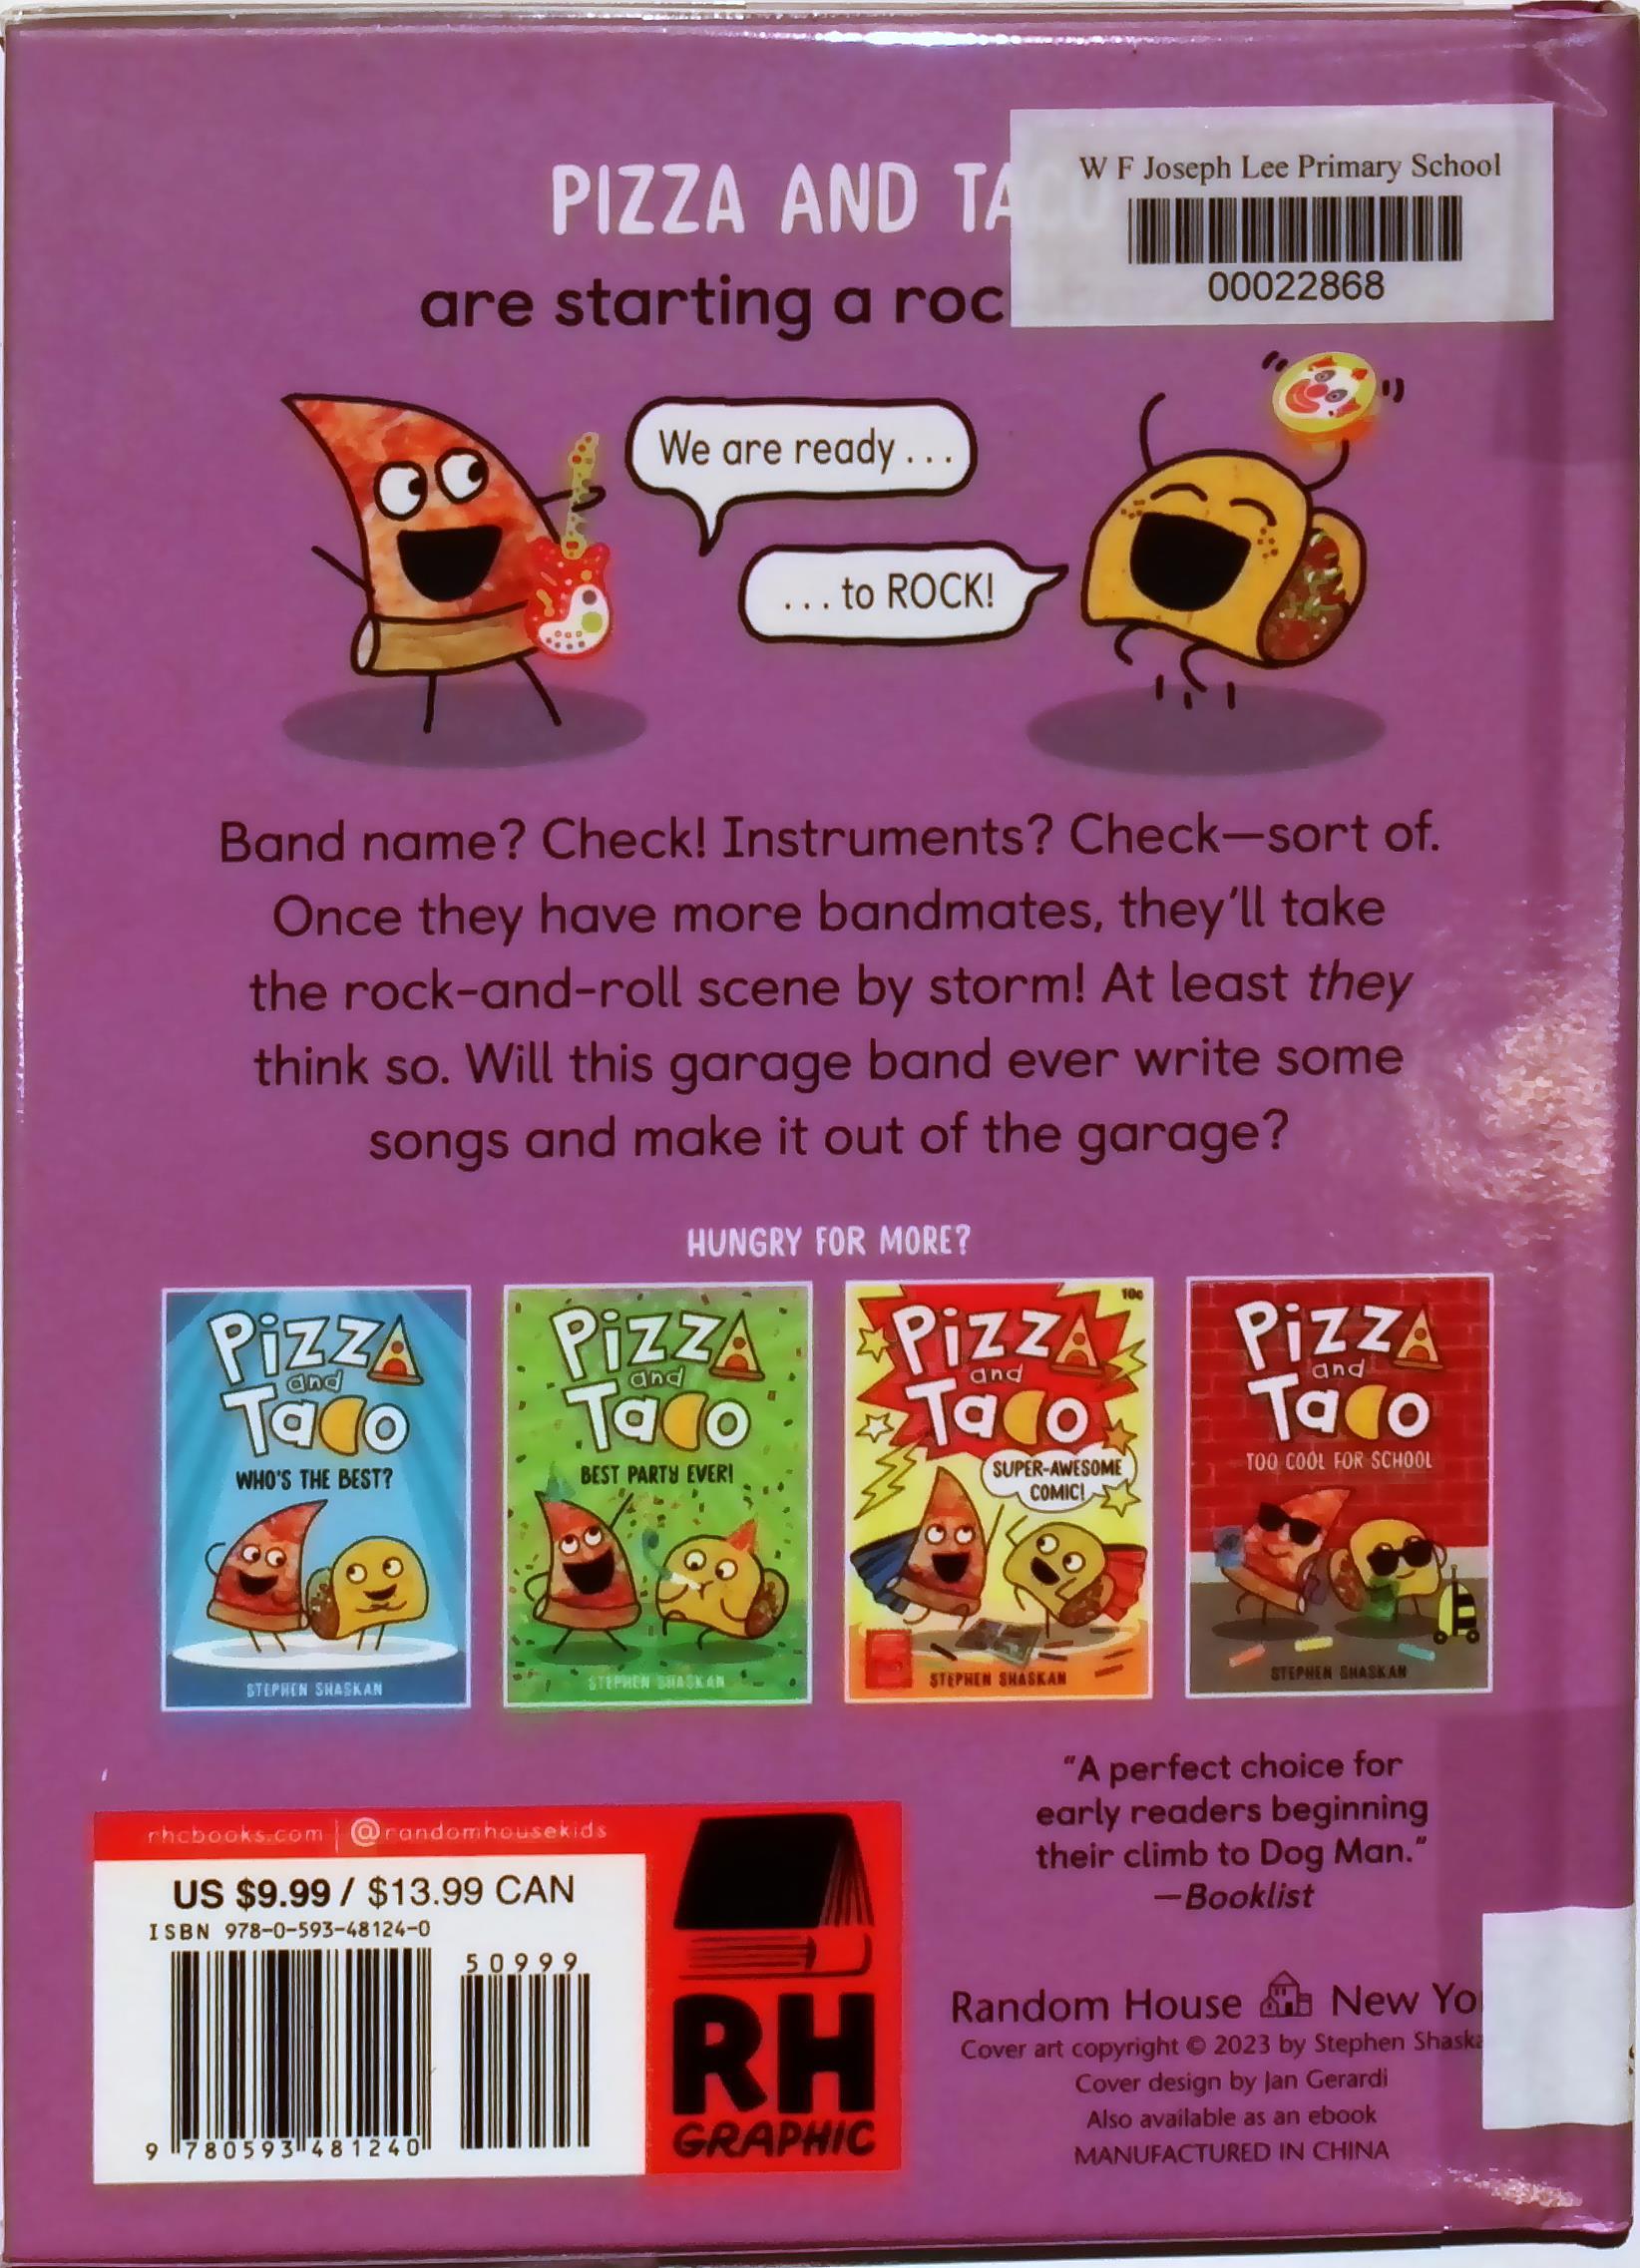 W F Joseph Lee Primary School
00022868
PIZZA AND TACO
are starting a roc
We are ready ...
... to ROCK!
Band name? Check! Instruments? Check—sort of.
Once they have more bandmates, they'll take
the rock-and-roll scene by storm! At least they
think so. Will this garage band ever write some
songs and make it out of the garage?
HUNGRY FOR MORE?
Pizza
and
Taco
WHO'S THE BEST?
STEPHEN SHASKAN
Pizza
and
Taco
BEST PARTY EVER!
STEPHEN SHASKAN
10¢
Pizza
and
Taco
SUPER-AWESOME
COMIC!
STEPHEN SHASKAN
Pizza
and
Taco
TOO COOL FOR SCHOOL
STEPHEN SHASKAN
"A perfect choice for
early readers beginning
their climb to Dog Man."
—Booklist
rhcbooks.com | @randomhousekids
US $9.99 / $13.99 CAN
ISBN 978-0-593-48124-0
50999
9 780593 481240
RH
GRAPHIC
Random House New Yo
Cover art copyright © 2023 by Stephen Shaska
Cover design by Jan Gerardi
Also available as an ebook
MANUFACTURED IN CHINA